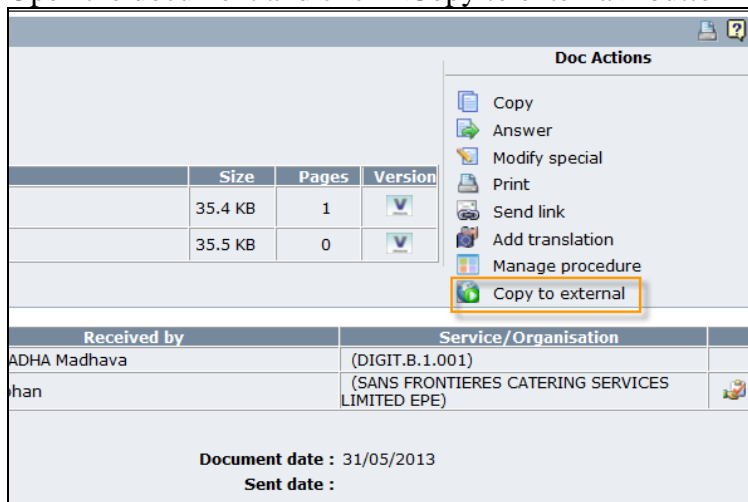 Doc Actions
Copy
Answer
Modify special
Print
Send link
Add translation
Manage procedure
Copy to external
Size Pages Version
35.4 KB 1 V
35.5 KB 0 V
Received by Service/Organisation
ADHA Madhava (DIGIT.B.1.001)
(SANS FRONTIERES CATERING SERVICES
LIMITED EPE)
Document date : 31/05/2013
Sent date :